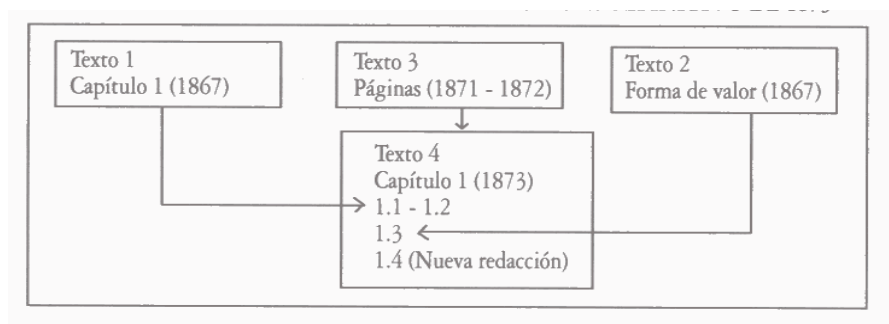 Texto 1
Capítulo 1 (1867)
Texto 3
Páginas (1871 - 1872)
Texto 2
Forma de valor (1867)
Texto 4
Capítulo 1 (1873)
1.1 - 1.2
1.3
1.4 (Nueva redacción)